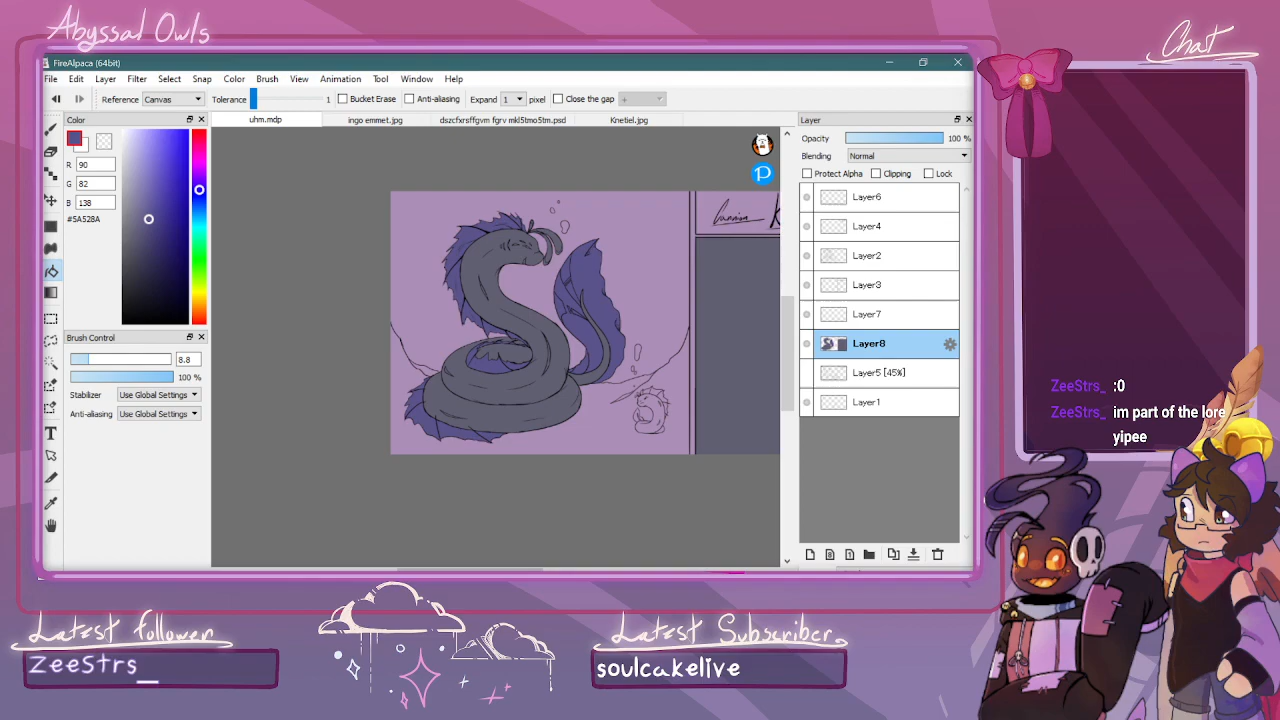 Abyssal Owls
Chat
FireAlpaca (64bit)
File Edit Layer Filter Select Snap Color Brush View Animation Tool Window Help
Reference Canvas Tolerance 1 Bucket Erase Anti-aliasing Expand 1 pixel Close the gap +
Color
uhm.mdp ingo emmet.jpg dszcfxrsffgvm fgrv mkl5tmo5tm.psd Knetiel.jpg
R 90
G 82
B 138
#5A528A
Brush Control
8.8
100 %
Stabilizer Use Global Settings
Anti-aliasing Use Global Settings
T
P
Layer
Opacity 100 %
Blending Normal
Protect Alpha Clipping Lock
Layer6
Layer4
Layer2
Layer3
Layer7
Layer8
Layer5 [45%]
Layer1
ZeeStrs_ :0
ZeeStrs_ im part of the lore
yipee
Latest follower
ZeeStrs_
Latest Subscriber
soulcakelive